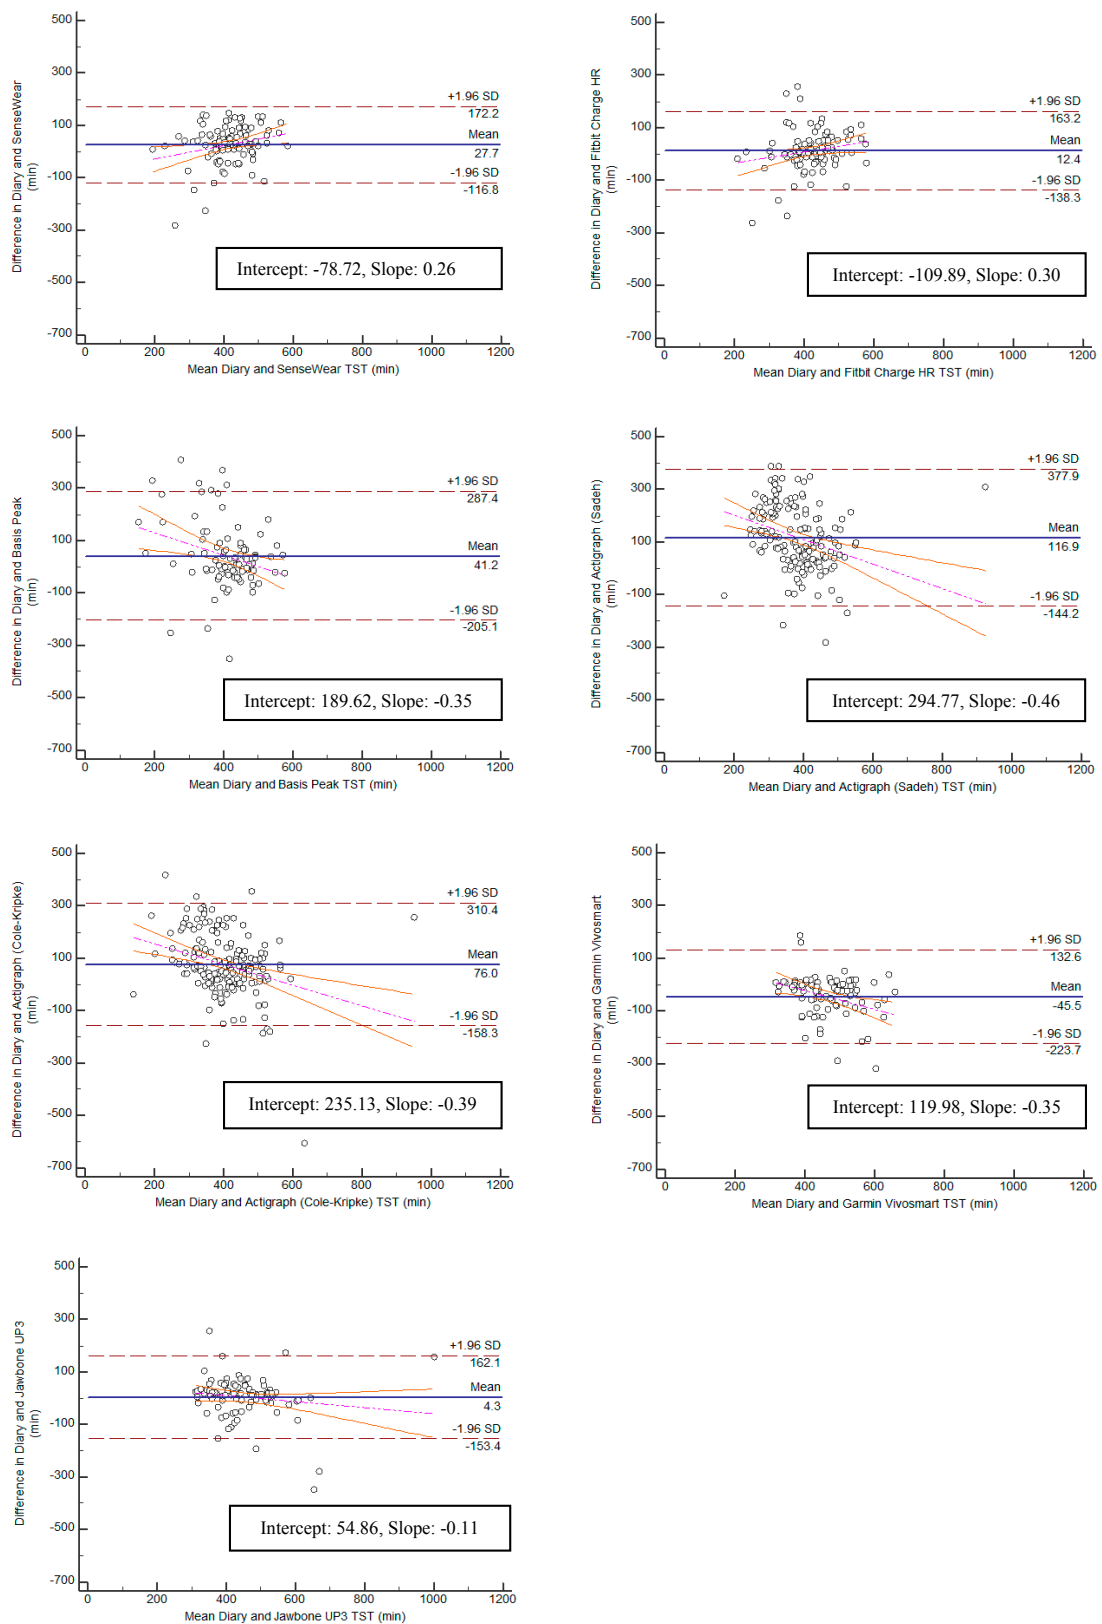 500
300
100
-100
-300
-500
-700
0
200
400
600
800
1000
1200
Difference in Diary and SenseWear
(min)
+1.96 SD
172.2
Mean
27.7
-1.96 SD
-116.8
Intercept: -78.72, Slope: 0.26
Mean Diary and SenseWear TST (min)
500
300
100
-100
-300
-500
-700
0
200
400
600
800
1000
1200
Difference in Diary and Fitbit Charge HR
(min)
+1.96 SD
163.2
Mean
12.4
-1.96 SD
-138.3
Intercept: -109.89, Slope: 0.30
Mean Diary and Fitbit Charge HR TST (min)
500
300
100
-100
-300
-500
-700
0
200
400
600
800
1000
1200
Difference in Diary and Basis Peak
(min)
+1.96 SD
287.4
Mean
41.2
-1.96 SD
-205.1
Intercept: 189.62, Slope: -0.35
Mean Diary and Basis Peak TST (min)
500
300
100
-100
-300
-500
-700
0
200
400
600
800
1000
1200
Difference in Diary and Actigraph (Sadeh)
(min)
+1.96 SD
377.9
Mean
116.9
-1.96 SD
-144.2
Intercept: 294.77, Slope: -0.46
Mean Diary and Actigraph (Sadeh) TST (min)
500
300
100
-100
-300
-500
-700
0
200
400
600
800
1000
1200
Difference in Diary and Actigraph (Cole-Kripke)
(min)
+1.96 SD
310.4
Mean
76.0
-1.96 SD
-158.3
Intercept: 235.13, Slope: -0.39
Mean Diary and Actigraph (Cole-Kripke) TST (min)
500
300
100
-100
-300
-500
-700
0
200
400
600
800
1000
1200
Difference in Diary and Garmin Vivosmart
(min)
+1.96 SD
132.6
Mean
-45.5
-1.96 SD
-223.7
Intercept: 119.98, Slope: -0.35
Mean Diary and Garmin Vivosmart TST (min)
500
300
100
-100
-300
-500
-700
0
200
400
600
800
1000
1200
Difference in Diary and Jawbone UP3
(min)
+1.96 SD
162.1
Mean
4.3
-1.96 SD
-153.4
Intercept: 54.86, Slope: -0.11
Mean Diary and Jawbone UP3 TST (min)